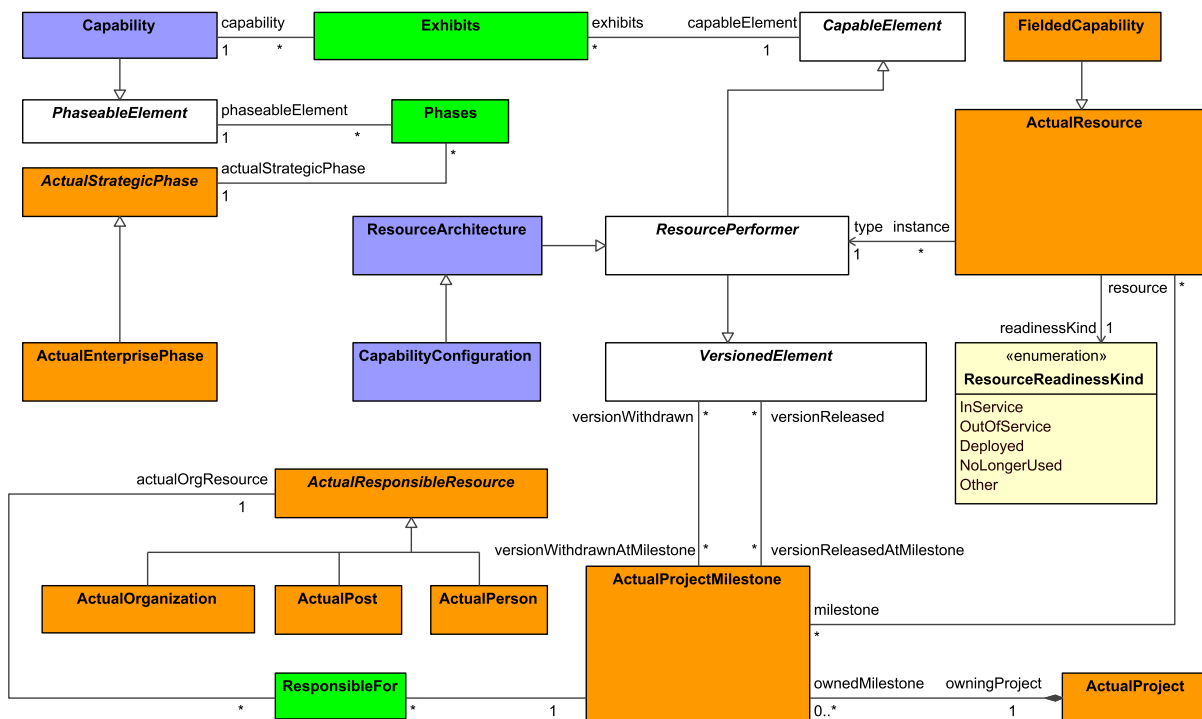 Capability
capability
1
*
Exhibits
exhibits
*
capableElement
1
CapableElement
FieldedCapability
PhaseableElement
phaseableElement
1
*
Phases
*
ActualResource
ActualStrategicPhase
actualStrategicPhase
1
ResourceArchitecture
ResourcePerformer
type
1
instance
*
resource
*
readinessKind
1
ActualEnterprisePhase
CapabilityConfiguration
VersionedElement
«enumeration»
ResourceReadinessKind
InService
OutOfService
Deployed
NoLongerUsed
Other
versionWithdrawn
*
*
versionReleased
actualOrgResource
1
ActualResponsibleResource
versionWithdrawnAtMilestone
*
*
versionReleasedAtMilestone
ActualOrganization
ActualPost
ActualPerson
ActualProjectMilestone
milestone
*
*
ResponsibleFor
*
1
ownedMilestone
0..*
owningProject
1
ActualProject